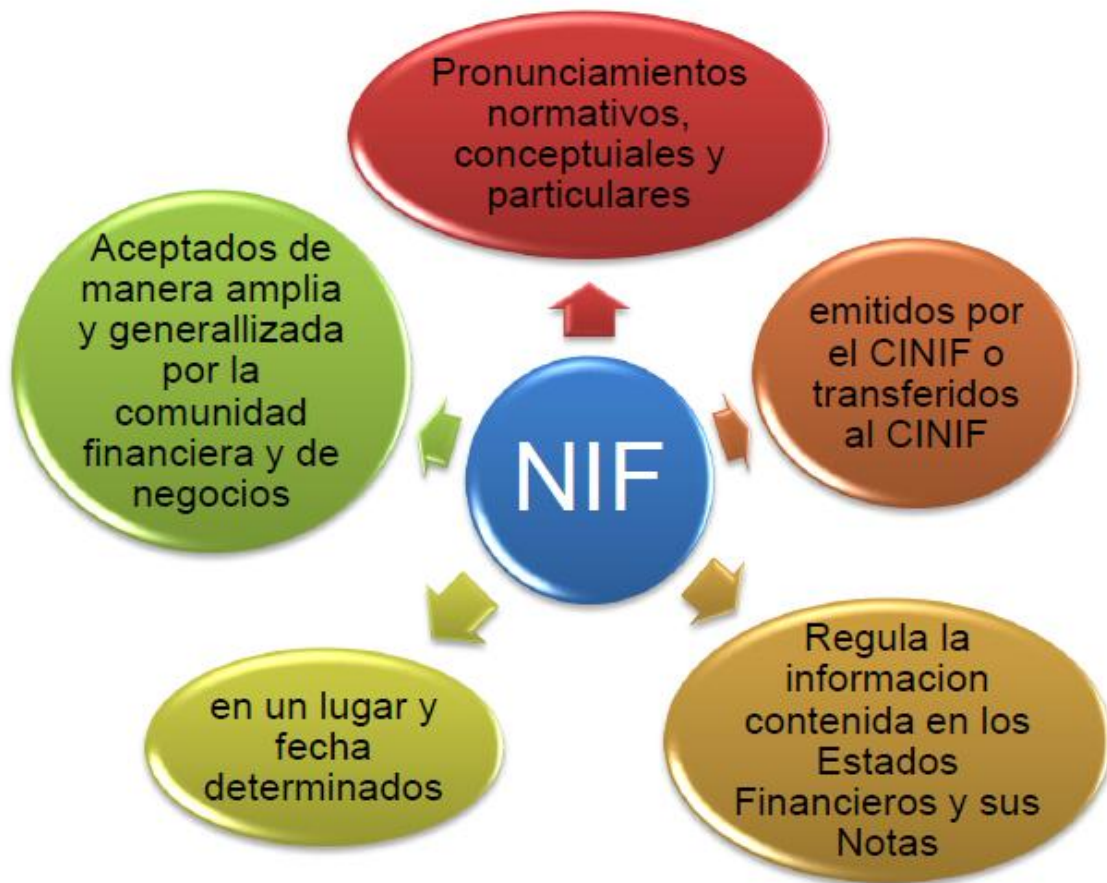 Pronunciamientos
normativos,
conceptuiales y
particulares
emitidos por
el CINIF o
transferidos
al CINIF
Regula la
informacion
contenida en los
Estados
Financieros y sus
Notas
en un lugar y
fecha
determinados
Aceptados de
manera amplia
y generallizada
por la
comunidad
financiera y de
negocios
NIF